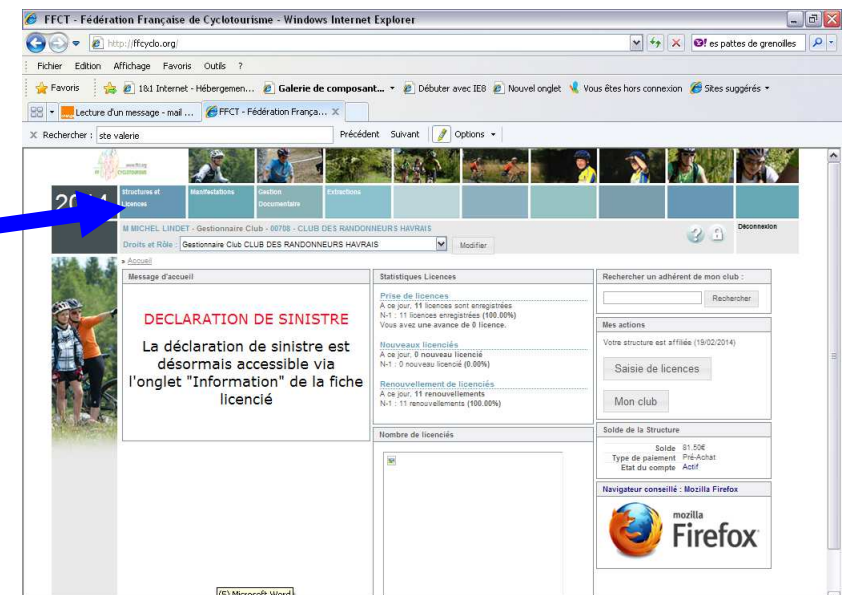 FFCT - Fédération Française de Cyclotourisme - Windows Internet Explorer
http://ffcyclo.org/
es pattes de grenoilles
Fichier Edition Affichage Favoris Outils ?
Favoris 1&1 Internet - Hébergemen... Galerie de composant... Débuter avec IE8 Nouvel onglet Vous êtes hors connexion Sites suggérés
Lecture d'un message - mail ... FFCT - Fédération França... X
X Rechercher : ste valerie Précédent Suivant Options
Structures et Licences
Manifestations
Gestion Documentaire
Extractions
M MICHEL LINDET - Gestionnaire Club - 00708 - CLUB DES RANDONNEURS HAVRAIS
Déconnexion
Droits et Rôle : Gestionnaire Club CLUB DES RANDONNEURS HAVRAIS Modifier
» Accueil
Message d'accueil
DECLARATION DE SINISTRE
La déclaration de sinistre est
désormais accessible via
l'onglet "Information" de la fiche
licencié
Statistiques Licences
Prise de licences
A ce jour, 11 licences sont enregistrées
N-1 : 11 licences enregistrées (100.00%)
Vous avez une avance de 0 licence.
Nouveaux licenciés
A ce jour, 0 nouveau licencié
N-1 : 0 nouveau licencié (0.00%)
Renouvellement de licenciés
A ce jour, 11 renouvellements
N-1 : 11 renouvellements (100.00%)
Nombre de licenciés
Rechercher un adhérent de mon club :
Rechercher
Mes actions
Votre structure est affiliée (19/02/2014)
Saisie de licences
Mon club
Solde de la Structure
Solde 81.50€
Type de paiement Pré-Achat
Etat du compte Actif
Navigateur conseillé : Mozilla Firefox
mozilla
Firefox